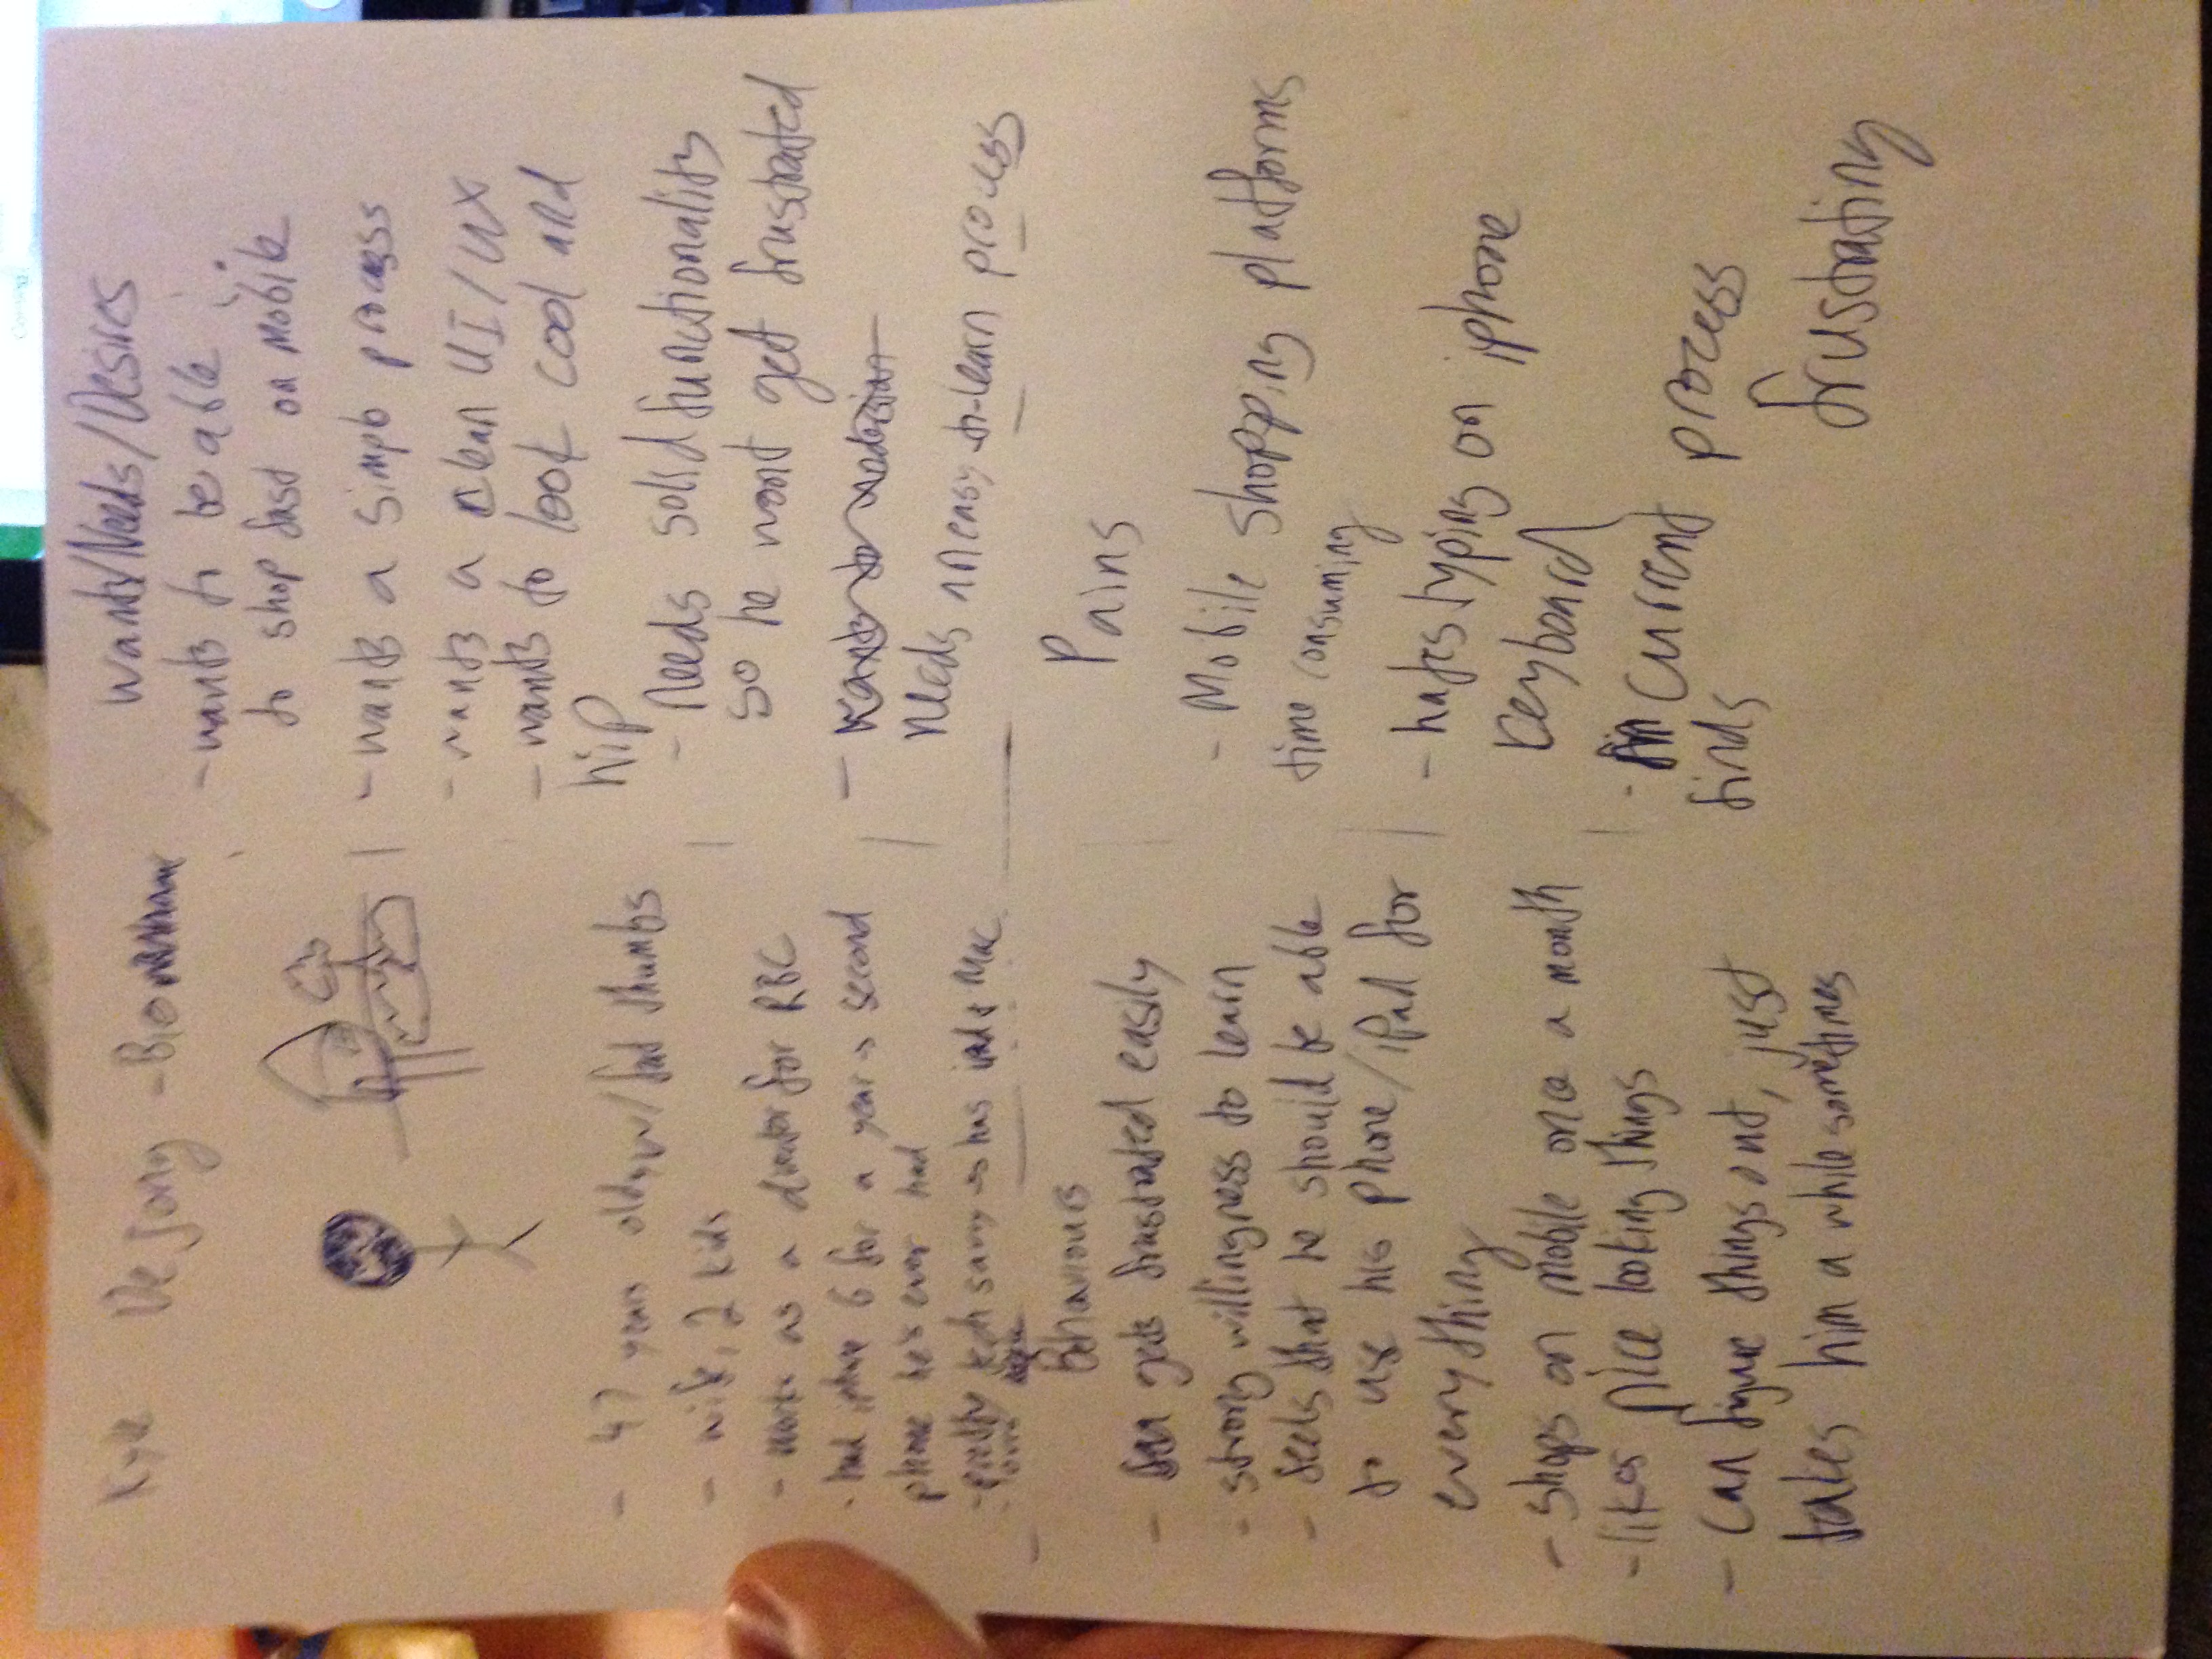 Kyle De Jong - Bio
- 47 years old w/ fat thumbs
- wife, 2 kids
- works as a director for RBC
- had iphone 6 for a year → second
phone he's ever had
- pretty tech savvy → has ipad + Mac
Wants/Needs/Desires
- wants to be able
to shop fast on mobile
- wants a simple process
- wants a clean UI/UX
- wants to look cool and
hip
- Needs solid functionality
so he wont get frustrated
-
needs an easy-to-learn process
Behaviours
- gets frustrated easily
- strong willingness to learn
- feels that he should be able
to use his phone/iPad for
everything
- shops on mobile once a month
- likes nice looking things
- can figure things out, just
takes him a while sometimes
Pains
- Mobile shopping platforms
time consuming
- hates typing on iphone
keyboard
- current process
finds
frustrating